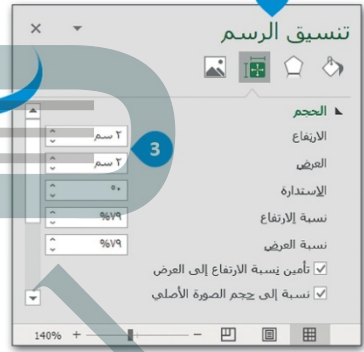 تنسيق الرسم
الحجم
الارتفاع ٢ سم
3
العرض ٢ سم
الاستدارة ٠°
نسبة الارتفاع ٧٩%
نسبة العرض ٧٩%
تأمين نسبة الارتفاع إلى العرض
نسبة إلى حجم الصورة الأصلي
140% + –